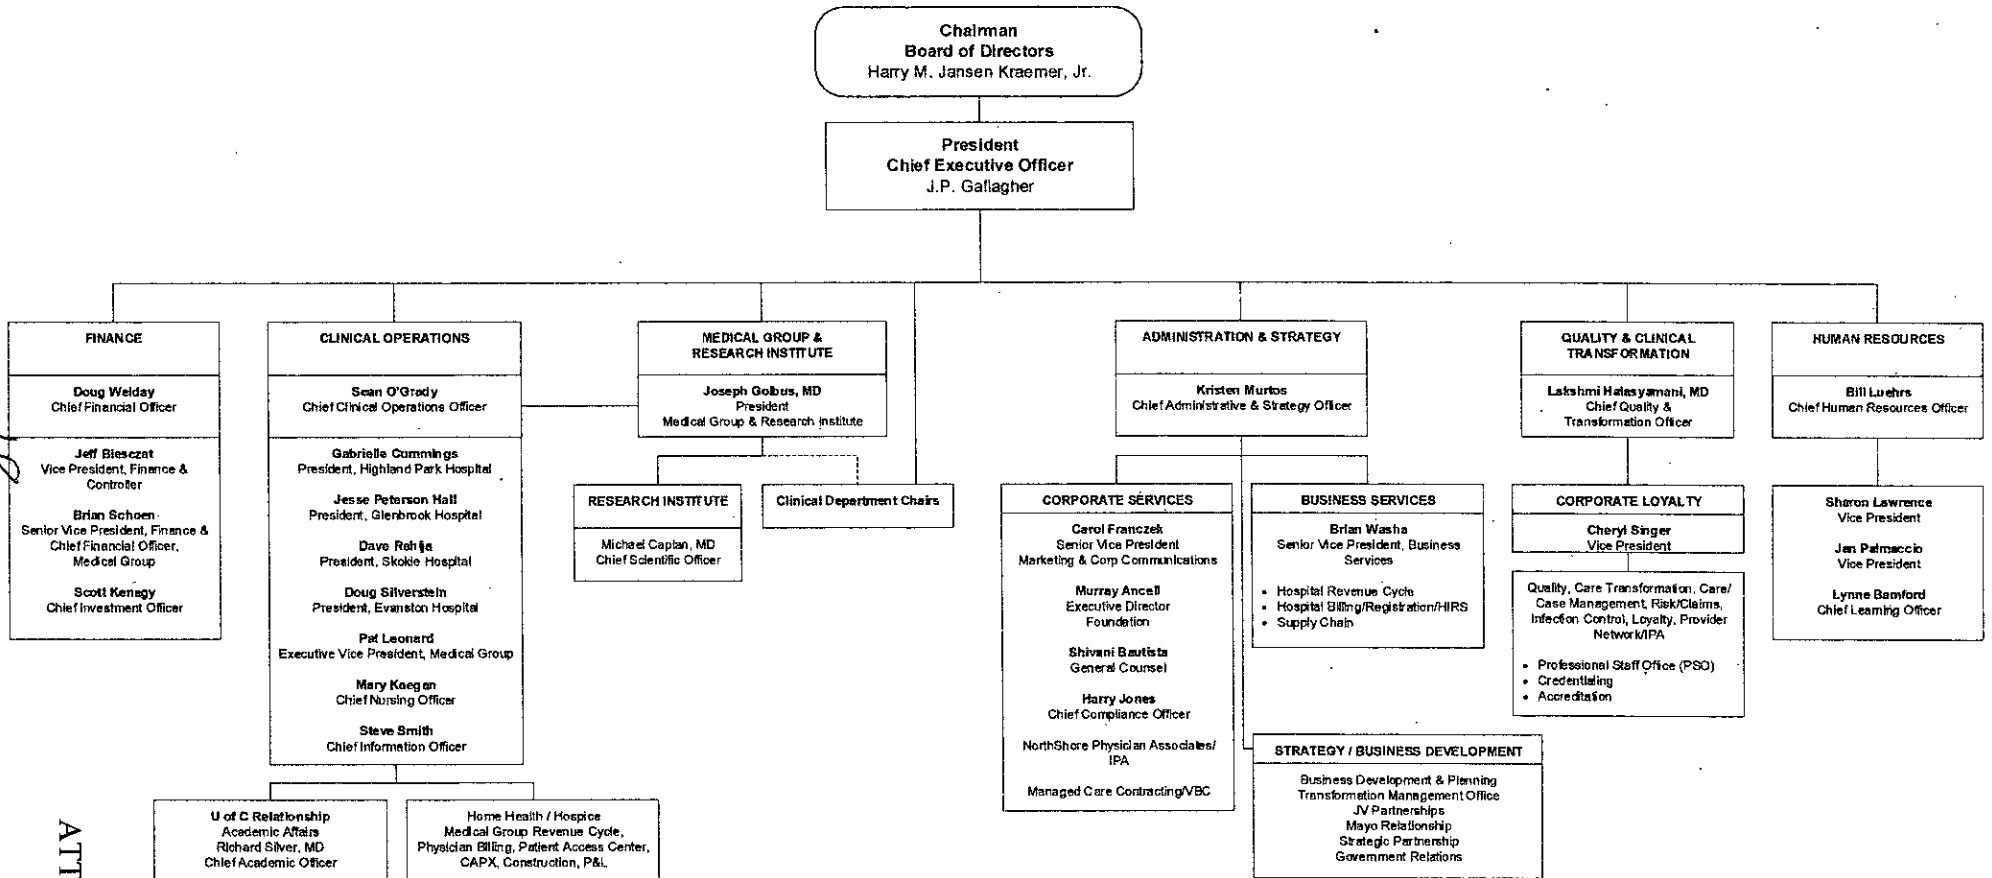 Chairman
Board of Directors
Harry M. Jansen Kraemer, Jr.
President
Chief Executive Officer
J.P. Gallagher
FINANCE
Doug Welday
Chief Financial Officer
Jeff Biesczat
Vice President, Finance &
Controller
Brian Schoen
Senior Vice President, Finance &
Chief Financial Officer,
Medical Group
Scott Kenagy
Chief Investment Officer
CLINICAL OPERATIONS
Sean O'Grady
Chief Clinical Operations Officer
Gabrielle Cummings
President, Highland Park Hospital
Jesse Peterson Hall
President, Glenbrook Hospital
Dave Rahija
President, Skokie Hospital
Doug Silverstein
President, Evanston Hospital
Pat Leonard
Executive Vice President, Medical Group
Mary Keegan
Chief Nursing Officer
Steve Smith
Chief Information Officer
U of C Relationship
Academic Affairs
Richard Silver, MD
Chief Academic Officer
Home Health / Hospice
Medical Group Revenue Cycle,
Physician Billing, Patient Access Center,
CAPX, Construction, P&L
MEDICAL GROUP &
RESEARCH INSTITUTE
Joseph Golbus, MD
President
Medical Group & Research Institute
RESEARCH INSTITUTE
Michael Caplan, MD
Chief Scientific Officer
Clinical Department Chairs
ADMINISTRATION & STRATEGY
Kristen Murtos
Chief Administrative & Strategy Officer
CORPORATE SERVICES
Carol Franczek
Senior Vice President
Marketing & Corp Communications
Murray Ancell
Executive Director
Foundation
Shivani Bautista
General Counsel
Harry Jones
Chief Compliance Officer
NorthShore Physician Associates/
IPA
Managed Care Contracting/VBC
BUSINESS SERVICES
Brian Washa
Senior Vice President, Business
Services
• Hospital Revenue Cycle
• Hospital Billing/Registration/HIRS
• Supply Chain
STRATEGY / BUSINESS DEVELOPMENT
Business Development & Planning
Transformation Management Office
JV Partnerships
Mayo Relationship
Strategic Partnership
Government Relations
QUALITY & CLINICAL
TRANSFORMATION
Lakshmi Halasyamani, MD
Chief Quality &
Transformation Officer
CORPORATE LOYALTY
Cheryl Singer
Vice President
Quality, Care Transformation, Care/
Case Management, Risk/Claims,
Infection Control, Loyalty, Provider
Network/IPA
• Professional Staff Office (PSO)
• Credentialing
• Accreditation
HUMAN RESOURCES
Bill Luehrs
Chief Human Resources Officer
Sharon Lawrence
Vice President
Jan Palmaccio
Vice President
Lynne Bamford
Chief Learning Officer